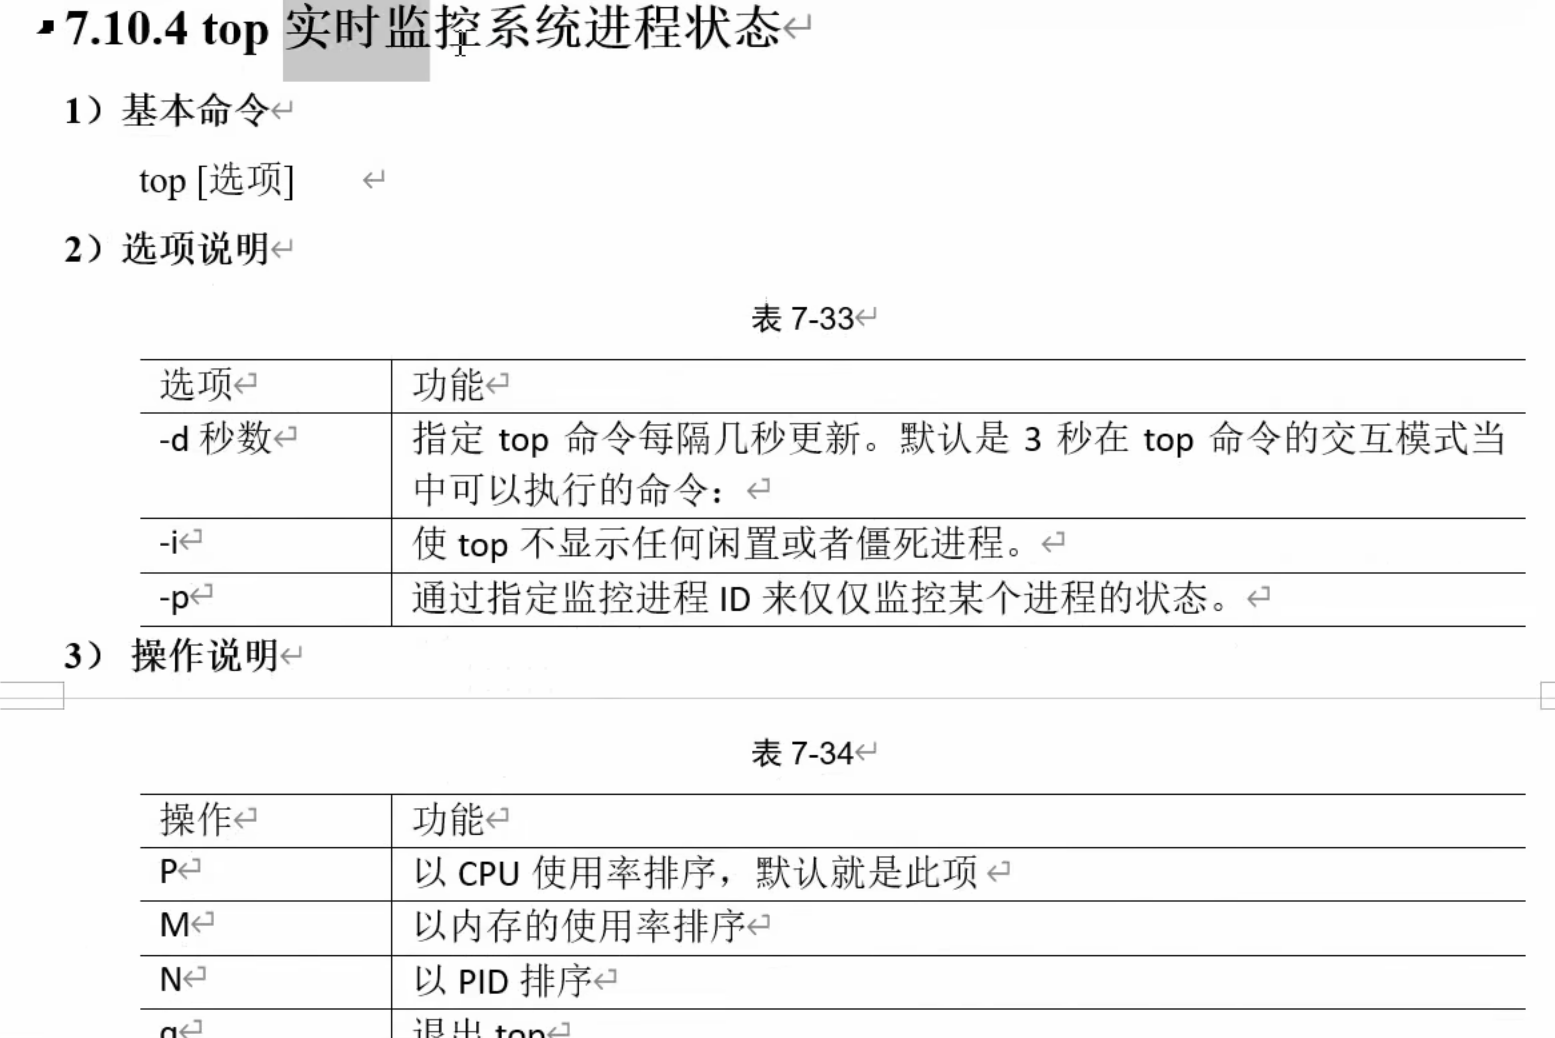 7.10.4 top 实时监控系统进程状态
1）基本命令
top [选项]
2）选项说明
表 7-33
选项 功能
-d 秒数 指定 top 命令每隔几秒更新。默认是 3 秒在 top 命令的交互模式当
中可以执行的命令：
-i 使 top 不显示任何闲置或者僵死进程。
-p 通过指定监控进程 ID 来仅仅监控某个进程的状态。
3） 操作说明
表 7-34
操作 功能
P 以 CPU 使用率排序，默认就是此项
M 以内存的使用率排序
N 以 PID 排序
q 退出 top